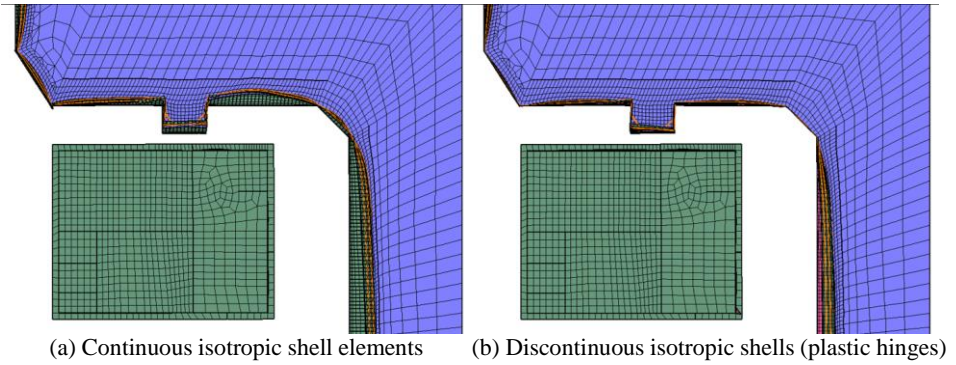 (a) Continuous isotropic shell elements
(b) Discontinuous isotropic shells (plastic hinges)